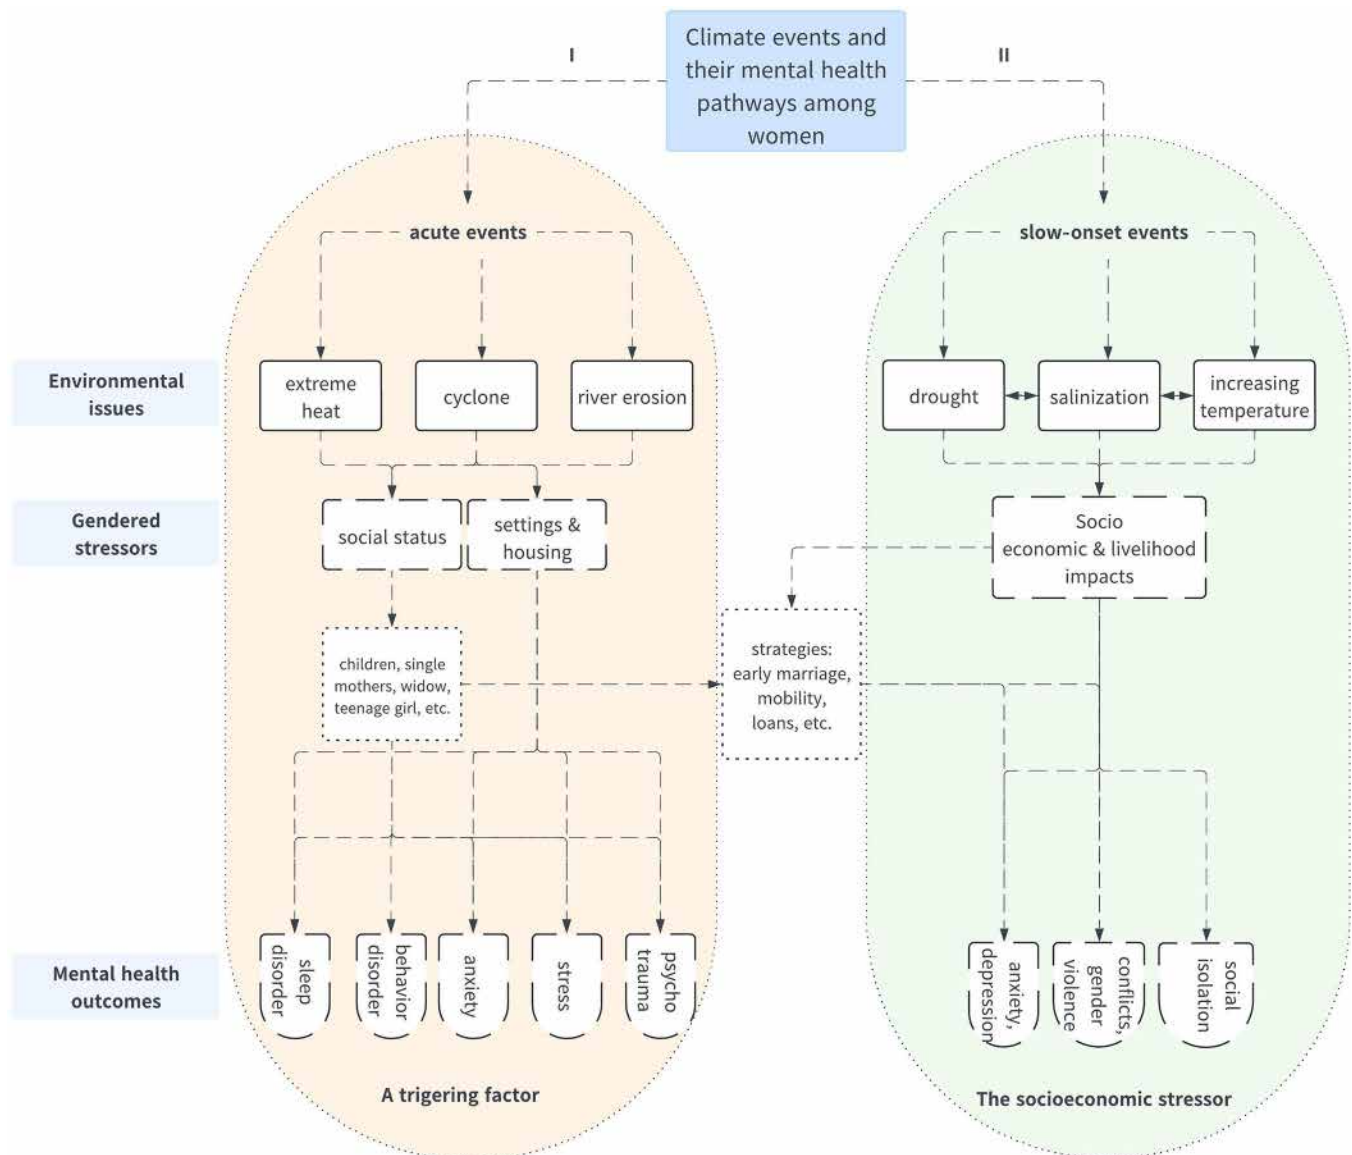 Climate events and
their mental health
pathways among
women
I
II
acute events
slow-onset events
Environmental
issues
extreme
heat
cyclone
river erosion
drought
salinization
increasing
temperature
Gendered
stressors
social status
settings &
housing
Socio
economic & livelihood
impacts
children, single
mothers, widow,
teenage girl, etc.
strategies:
early marriage,
mobility,
loans, etc.
Mental health
outcomes
sleep
disorder
behavior
disorder
anxiety
stress
psycho
trauma
anxiety,
depression
conflicts,
gender
violence
social
isolation
A trigering factor
The socioeconomic stressor